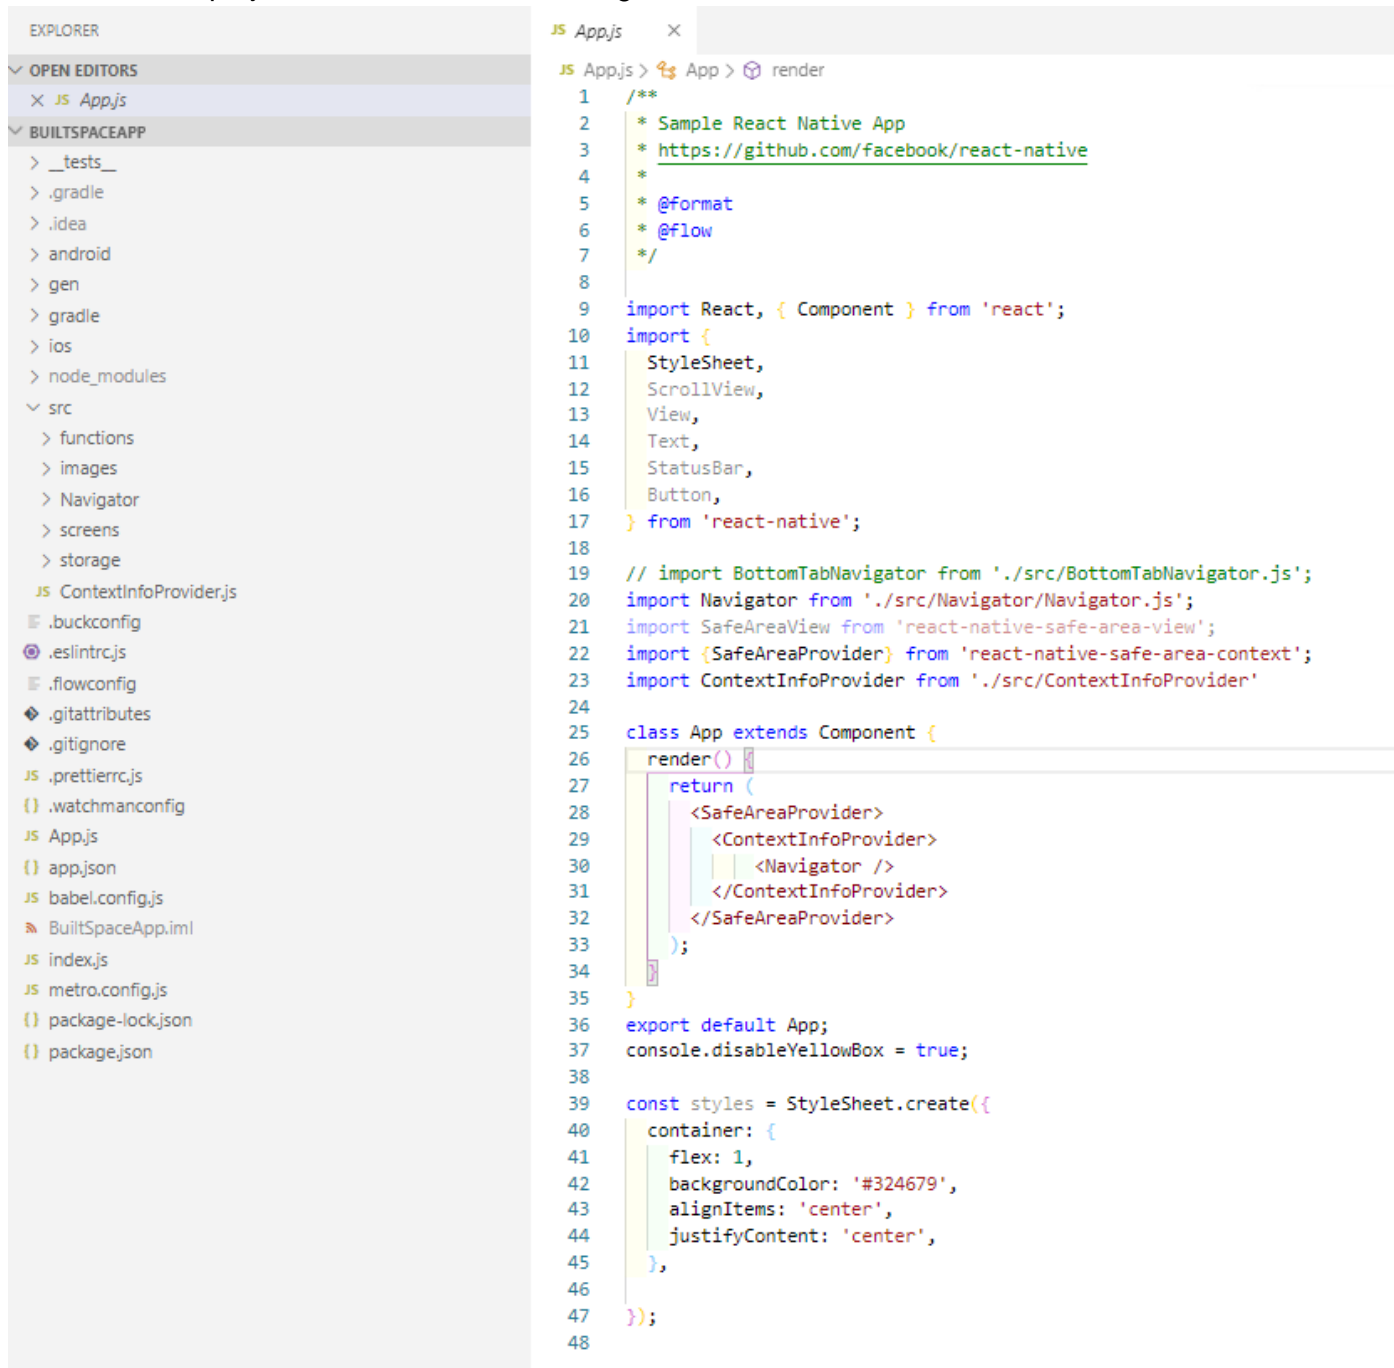 EXPLORER
OPEN EDITORS
JS App.js
BUILTSPACEAPP
__tests__
.gradle
.idea
android
gen
gradle
ios
node_modules
src
functions
images
Navigator
screens
storage
JS ContextInfoProvider.js
.buckconfig
.eslintrc.js
.flowconfig
.gitattributes
.gitignore
JS .prettierrc.js
{} .watchmanconfig
JS App.js
{} app.json
JS babel.config.js
BuiltSpaceApp.iml
JS index.js
JS metro.config.js
{} package-lock.json
{} package.json
JS App.js
JS App.js > App > render
1 /**
2 * Sample React Native App
3 * https://github.com/facebook/react-native
4 *
5 * @format
6 * @flow
7 */
8
9 import React, { Component } from 'react';
10 import {
11 StyleSheet,
12 ScrollView,
13 View,
14 Text,
15 StatusBar,
16 Button,
17 } from 'react-native';
18
19 // import BottomTabNavigator from './src/BottomTabNavigator.js';
20 import Navigator from './src/Navigator/Navigator.js';
21 import SafeAreaView from 'react-native-safe-area-view';
22 import {SafeAreaProvider} from 'react-native-safe-area-context';
23 import ContextInfoProvider from './src/ContextInfoProvider'
24
25 class App extends Component {
26 render() {
27 return (
28 <SafeAreaProvider>
29 <ContextInfoProvider>
30 <Navigator />
31 </ContextInfoProvider>
32 </SafeAreaProvider>
33 );
34 }
35 }
36 export default App;
37 console.disableYellowBox = true;
38
39 const styles = StyleSheet.create({
40 container: {
41 flex: 1,
42 backgroundColor: '#324679',
43 alignItems: 'center',
44 justifyContent: 'center',
45 },
46
47 });
48